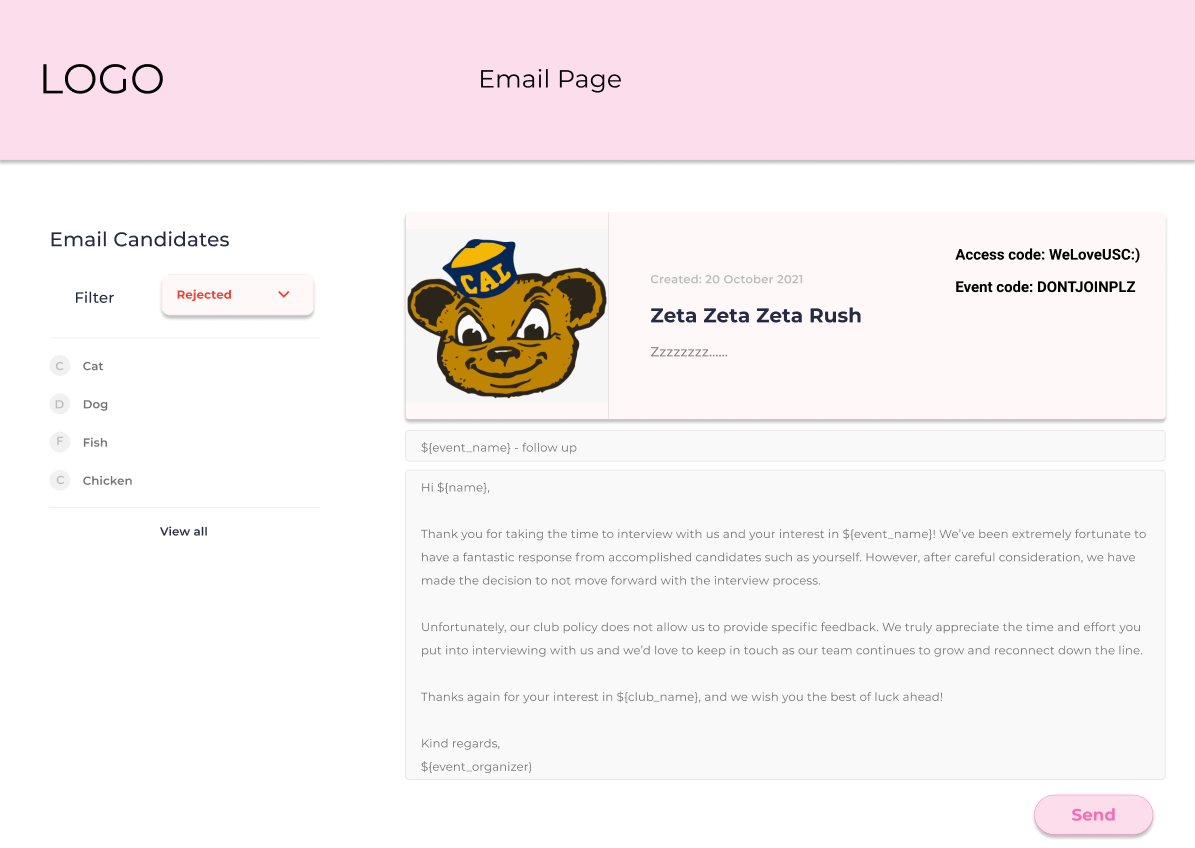 LOGO
Email Page
Email Candidates
Filter
Rejected
C Cat
D Dog
F Fish
C Chicken
View all
CAL
Created: 20 October 2021
Zeta Zeta Zeta Rush
Zzzzzzzz......
Access code: WeLoveUSC:)
Event code: DONTJOINPLZ
${event_name} - follow up
Hi ${name},
Thank you for taking the time to interview with us and your interest in ${event_name}! We’ve been extremely fortunate to
have a fantastic response from accomplished candidates such as yourself. However, after careful consideration, we have
made the decision to not move forward with the interview process.
Unfortunately, our club policy does not allow us to provide specific feedback. We truly appreciate the time and effort you
put into interviewing with us and we’d love to keep in touch as our team continues to grow and reconnect down the line.
Thanks again for your interest in ${club_name}, and we wish you the best of luck ahead!
Kind regards,
${event_organizer)
Send